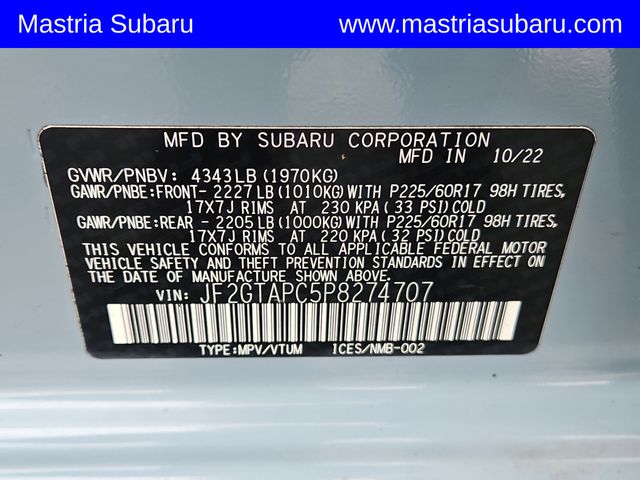 Mastria Subaru www.mastriasubaru.com
MFD BY SUBARU CORPORATION
MFD IN 10/22
GVWR/PNBV: 4343LB (1970KG)
GAWR/PNBE:FRONT- 2227LB (1010KG) WITH P225/60R17 98H TIRES,
17X7J RIMS AT 230 KPA (33 PSI) COLD
GAWR/PNBE:REAR - 2205LB (1000KG) WITH P225/60R17 98H TIRES,
17X7J RIMS AT 220 KPA (32 PSI) COLD
THIS VEHICLE CONFORMS TO ALL APPLICABLE FEDERAL MOTOR
VEHICLE SAFETY AND THEFT PREVENTION STANDARDS IN EFFECT ON
THE DATE OF MANUFACTURE SHOWN ABOVE.
VIN: JF2GTAPC5P8274707
TYPE:MPV/VTUM ICES/NMB-002